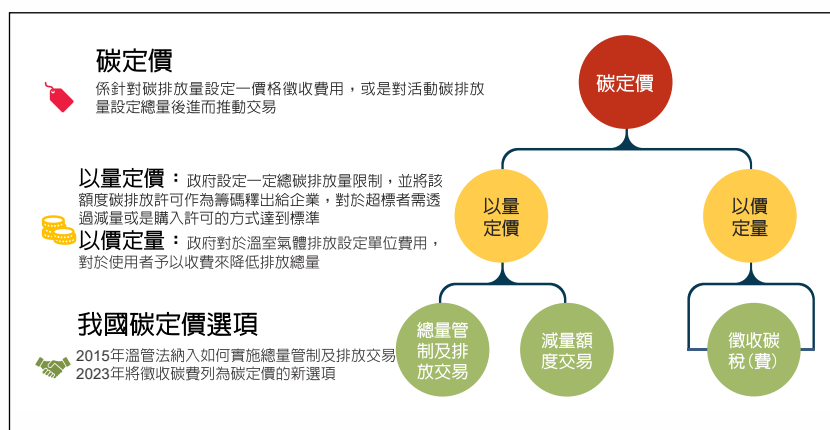 碳定價
係針對碳排放量設定一價格徵收費用，或是對活動碳排放
量設定總量後進而推動交易
以量定價：政府設定一定總碳排放量限制，並將該
額度碳排放許可作為籌碼釋出給企業，對於超標者需透
過減量或是購入許可的方式達到標準
以價定量：政府對於溫室氣體排放設定單位費用，
對於使用者予以收費來降低排放總量
我國碳定價選項
2015年溫管法納入如何實施總量管制及排放交易
2023年將徵收碳費列為碳定價的新選項
碳定價
以量
定價
以價
定量
總量管
制及排
放交易
減量額
度交易
徵收碳
稅(費)